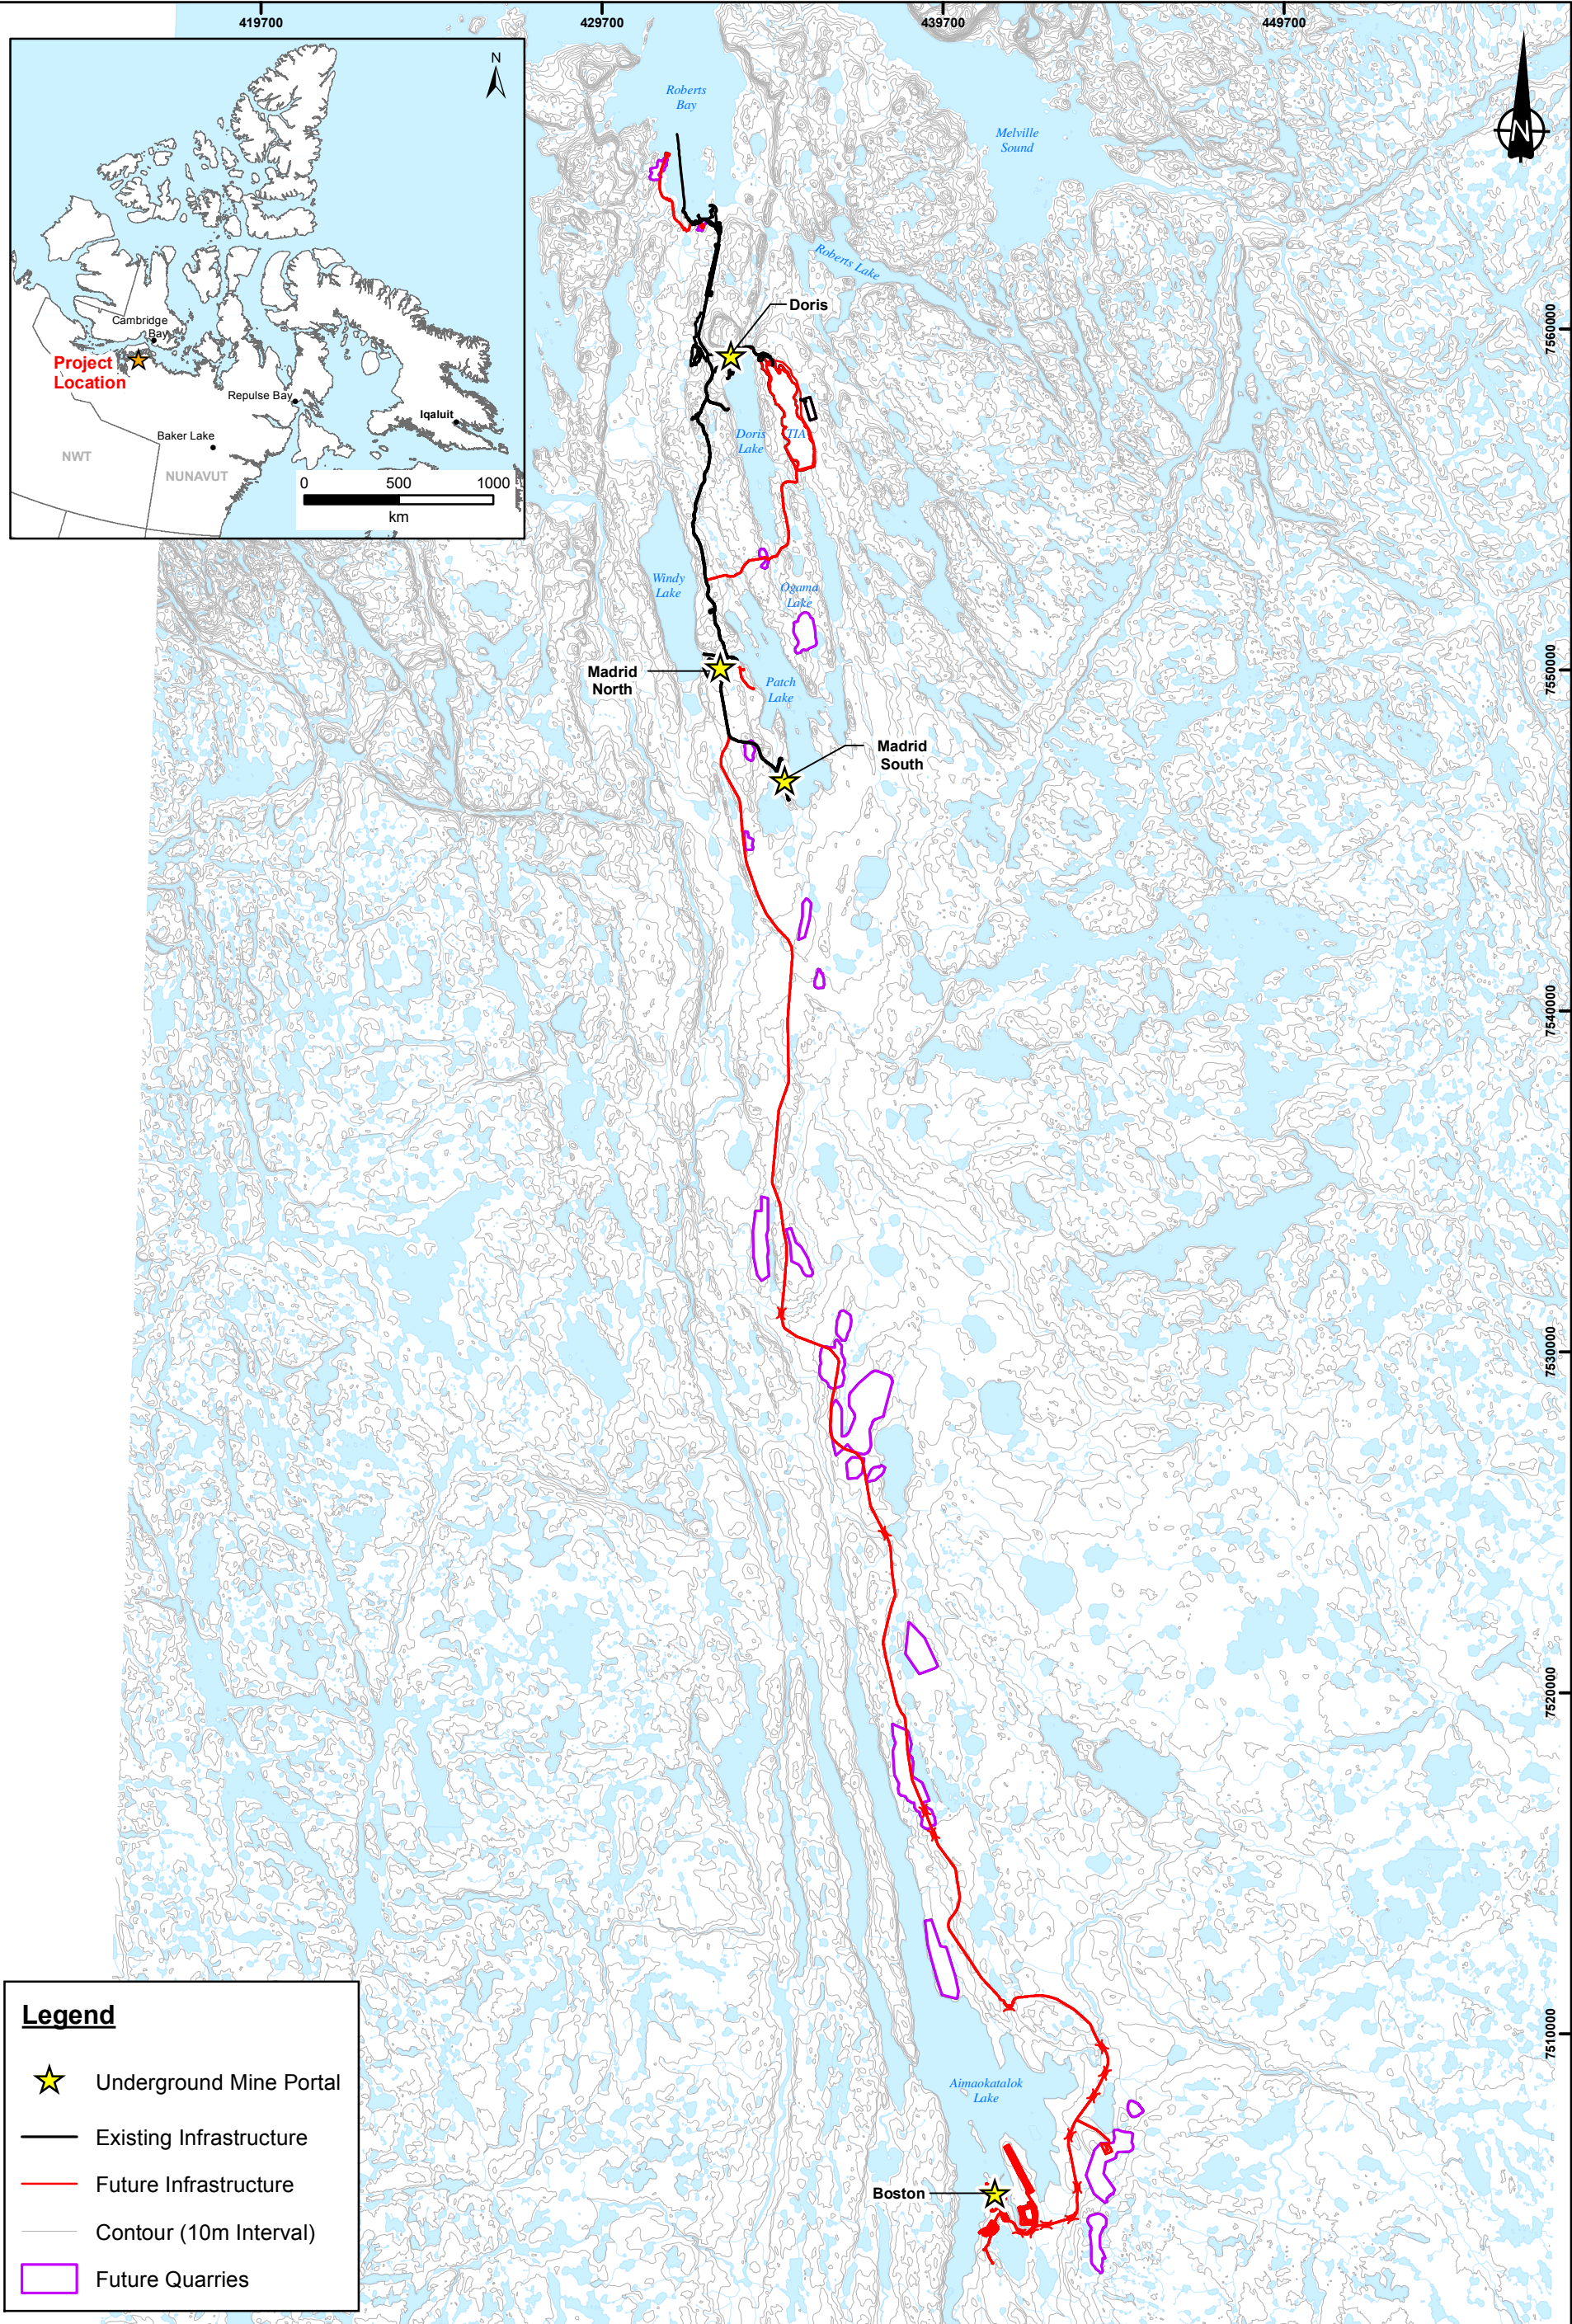 419700
429700
439700
449700
N
Cambridge
Bay
Project
Location
Repulse Bay
Iqaluit
Baker Lake
NWT
NUNAVUT
0 500 1000
km
Roberts
Bay
Melville
Sound
N
Roberts Lake
Doris
7560000
Doris
Lake
TIA
Windy
Lake
Ogama
Lake
Madrid
North
Patch
Lake
7550000
Madrid
South
7540000
7530000
7520000
7510000
Aimaokatalok
Lake
Boston
Legend
Underground Mine Portal
Existing Infrastructure
Future Infrastructure
Contour (10m Interval)
Future Quarries